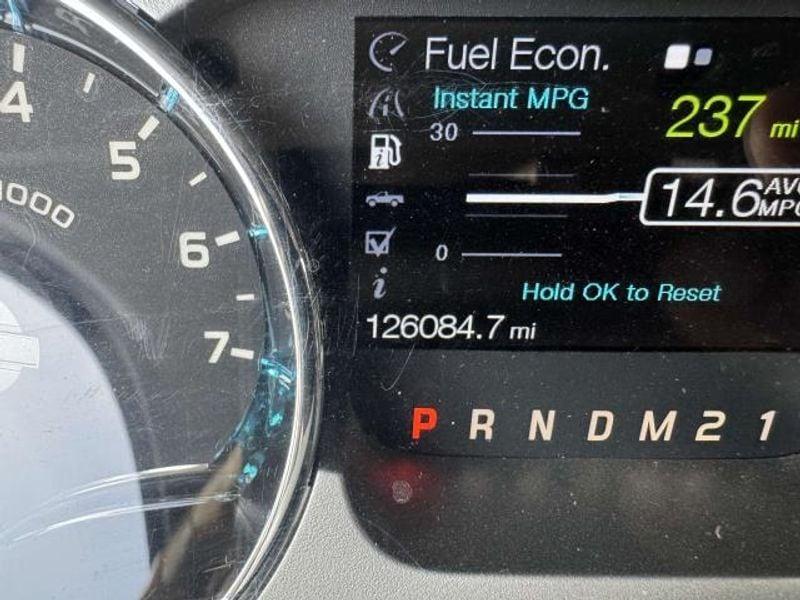 4
5
6
7
Fuel Econ.
Instant MPG
30
237 mi
14.6 AVG MPG
0
Hold OK to Reset
126084.7 mi
P R N D M 2 1